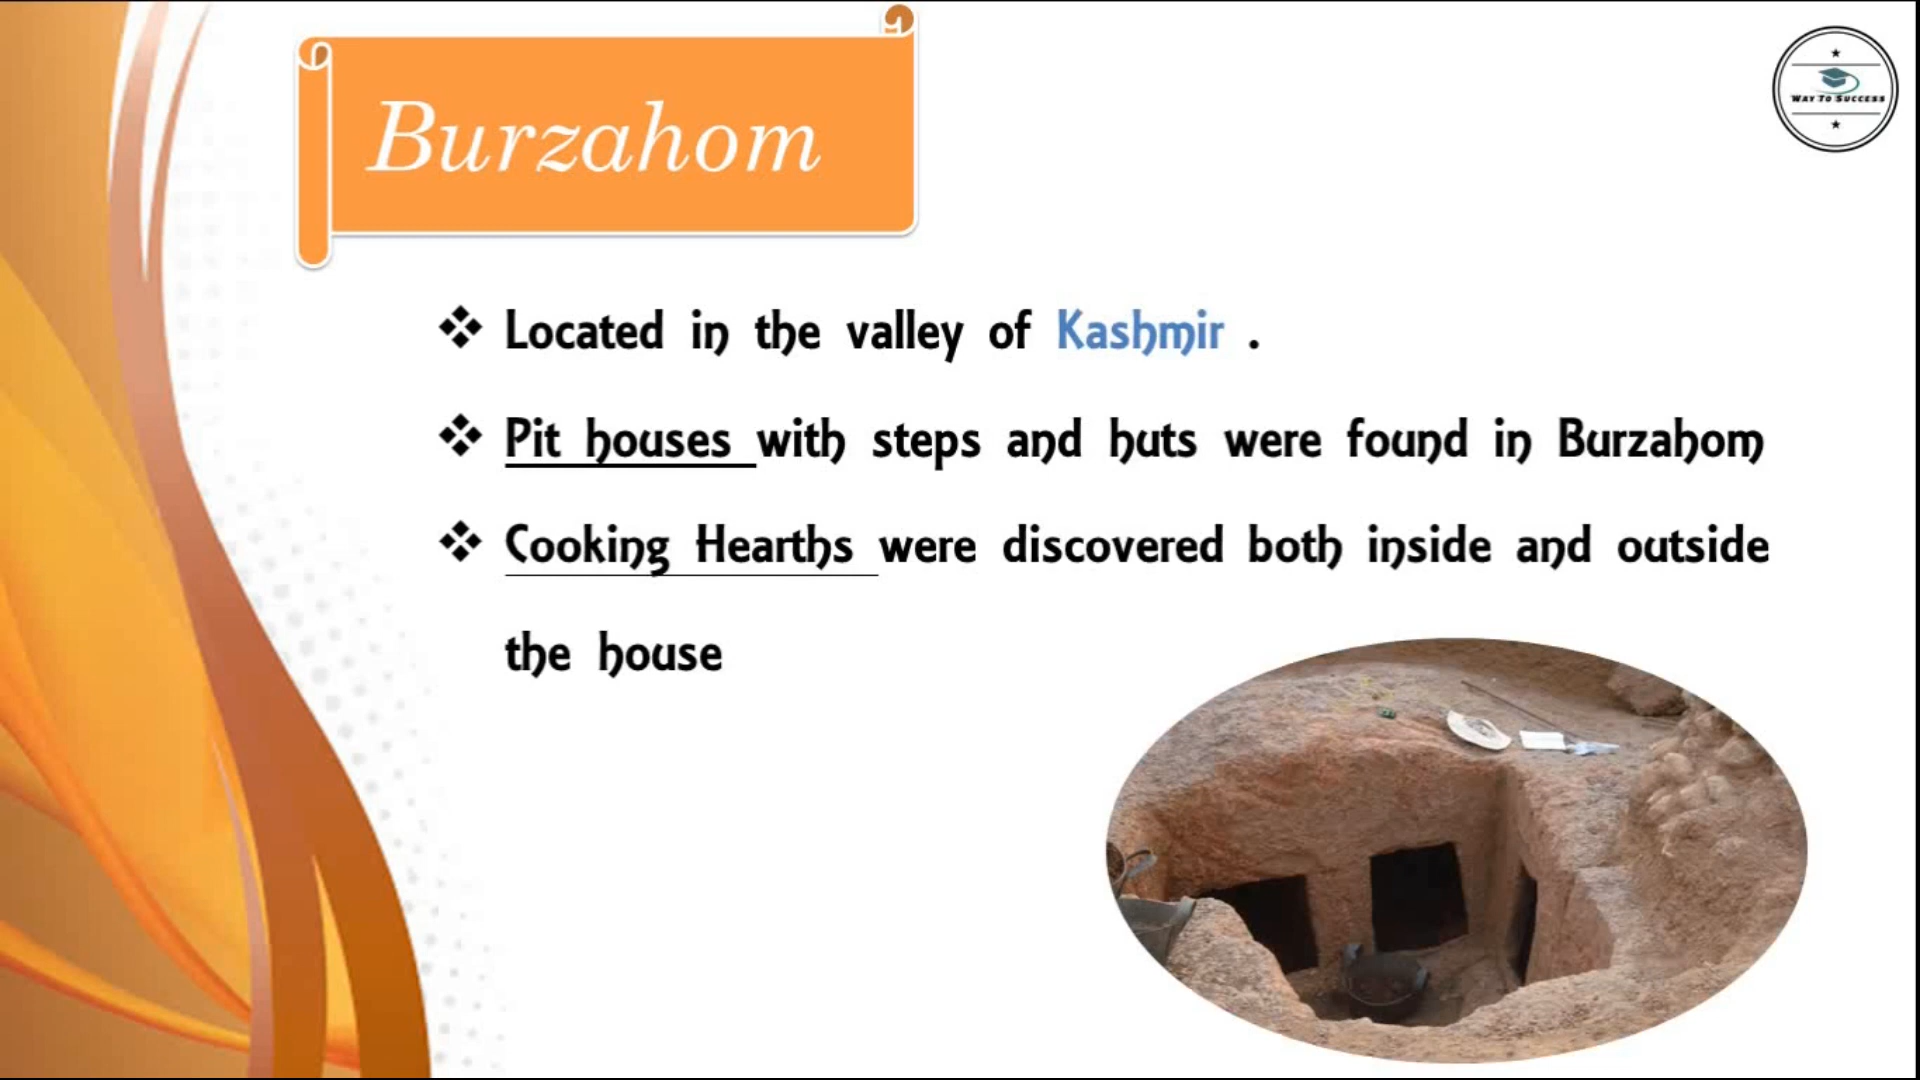 Burzahom
WAY TO SUCCESS
Located in the valley of Kashmir .
Pit houses with steps and huts were found in Burzahom
Cooking Hearths were discovered both inside and outside
the house